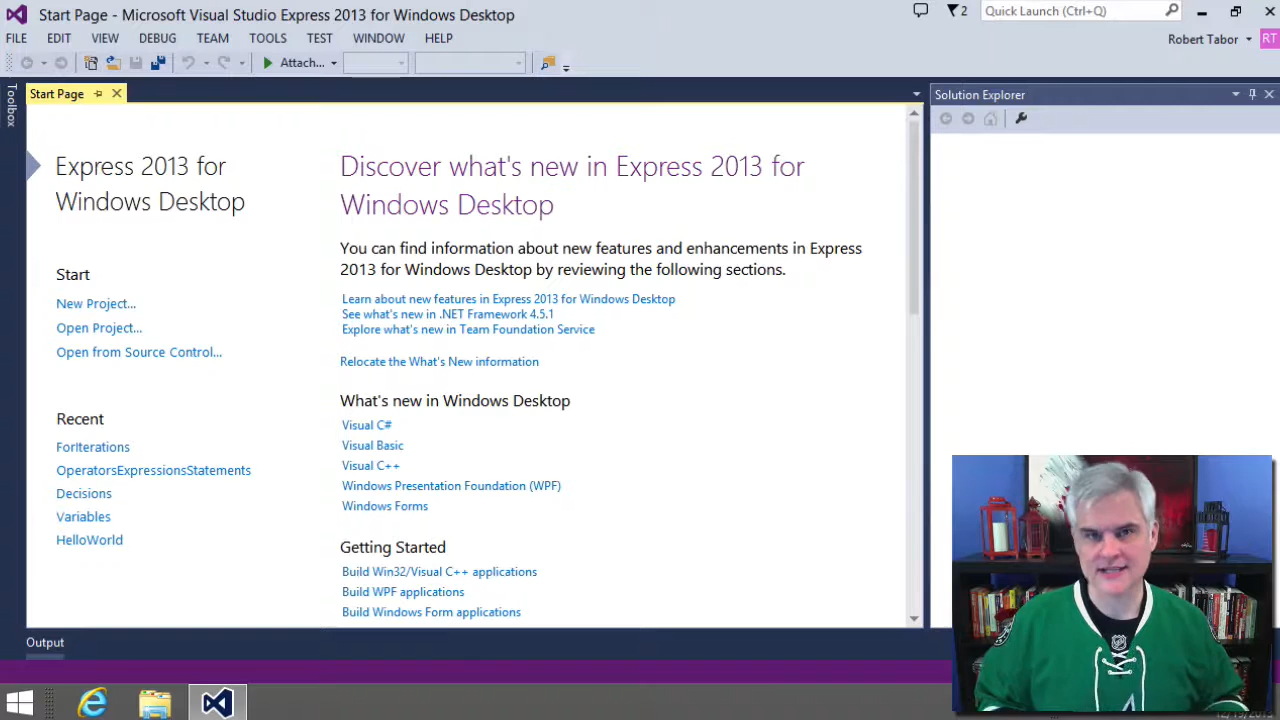 Start Page - Microsoft Visual Studio Express 2013 for Windows Desktop
2
Quick Launch (Ctrl+Q)
FILE EDIT VIEW DEBUG TEAM TOOLS TEST WINDOW HELP
Robert Tabor
RT
Attach...
Toolbox
Start Page
Solution Explorer
Express 2013 for
Windows Desktop
Start
New Project...
Open Project...
Open from Source Control...
Recent
ForIterations
OperatorsExpressionsStatements
Decisions
Variables
HelloWorld
Discover what's new in Express 2013 for
Windows Desktop
You can find information about new features and enhancements in Express
2013 for Windows Desktop by reviewing the following sections.
Learn about new features in Express 2013 for Windows Desktop
See what's new in .NET Framework 4.5.1
Explore what's new in Team Foundation Service
Relocate the What's New information
What's new in Windows Desktop
Visual C#
Visual Basic
Visual C++
Windows Presentation Foundation (WPF)
Windows Forms
Getting Started
Build Win32/Visual C++ applications
Build WPF applications
Build Windows Form applications
Output